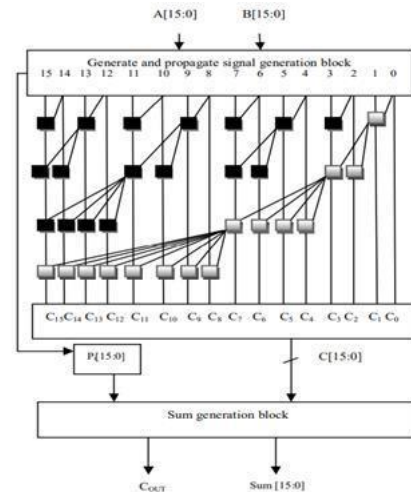 A[15:0] B[15:0]
Generate and propagate signal generation block
15 14 13 12 11 10 9 8 7 6 5 4 3 2 1 0
C15 C14 C13 C12 C11 C10 C9 C8 C7 C6 C5 C4 C3 C2 C1 C0
P[15:0]
C[15:0]
Sum generation block
COUT Sum [15:0]